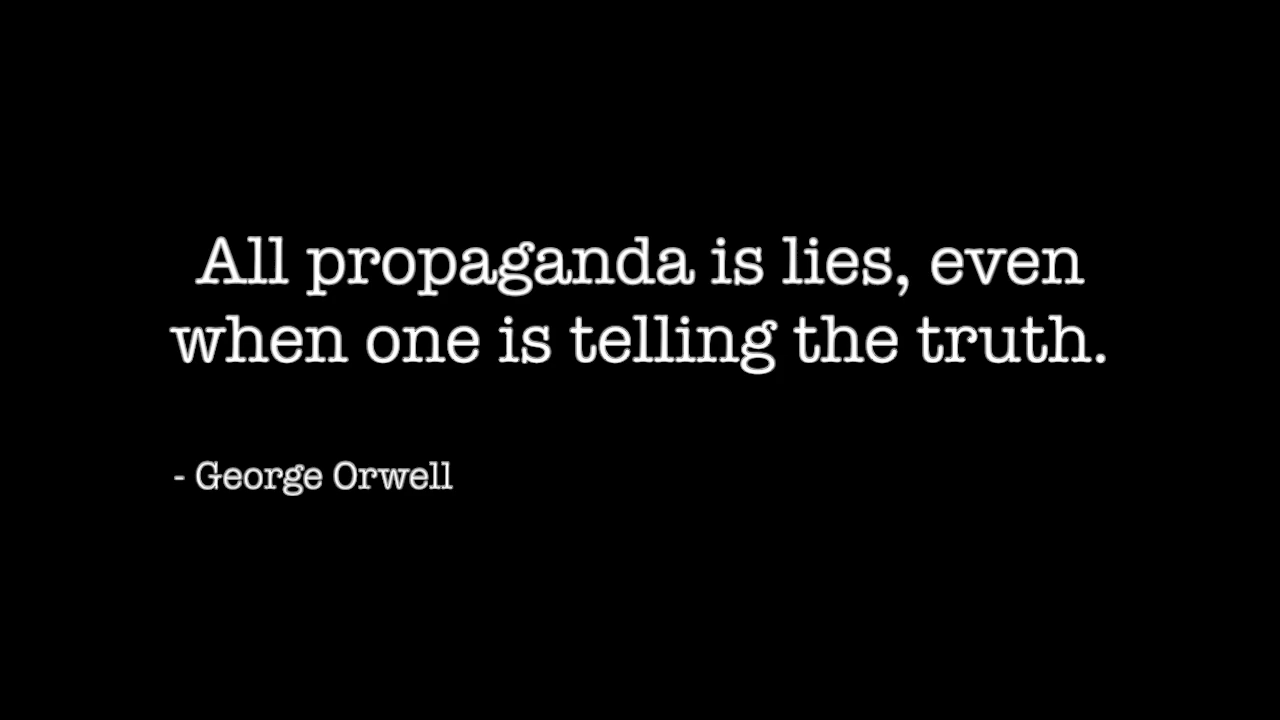 All propaganda is lies, even
when one is telling the truth.
- George Orwell